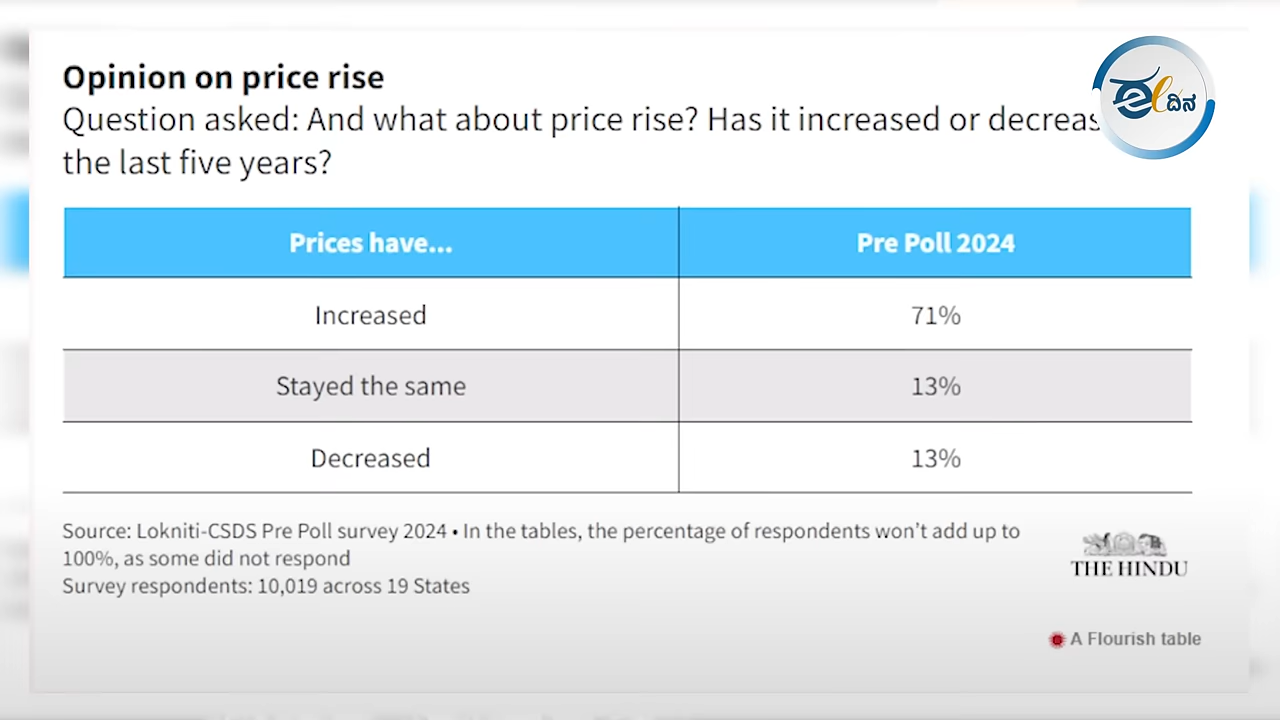 Opinion on price rise
Question asked: And what about price rise? Has it increased or decreas
the last five years?
ಈ ದಿನ
Prices have... Pre Poll 2024
Increased 71%
Stayed the same 13%
Decreased 13%
Source: Lokniti-CSDS Pre Poll survey 2024 • In the tables, the percentage of respondents won't add up to
100%, as some did not respond
Survey respondents: 10,019 across 19 States
THE HINDU
A Flourish table